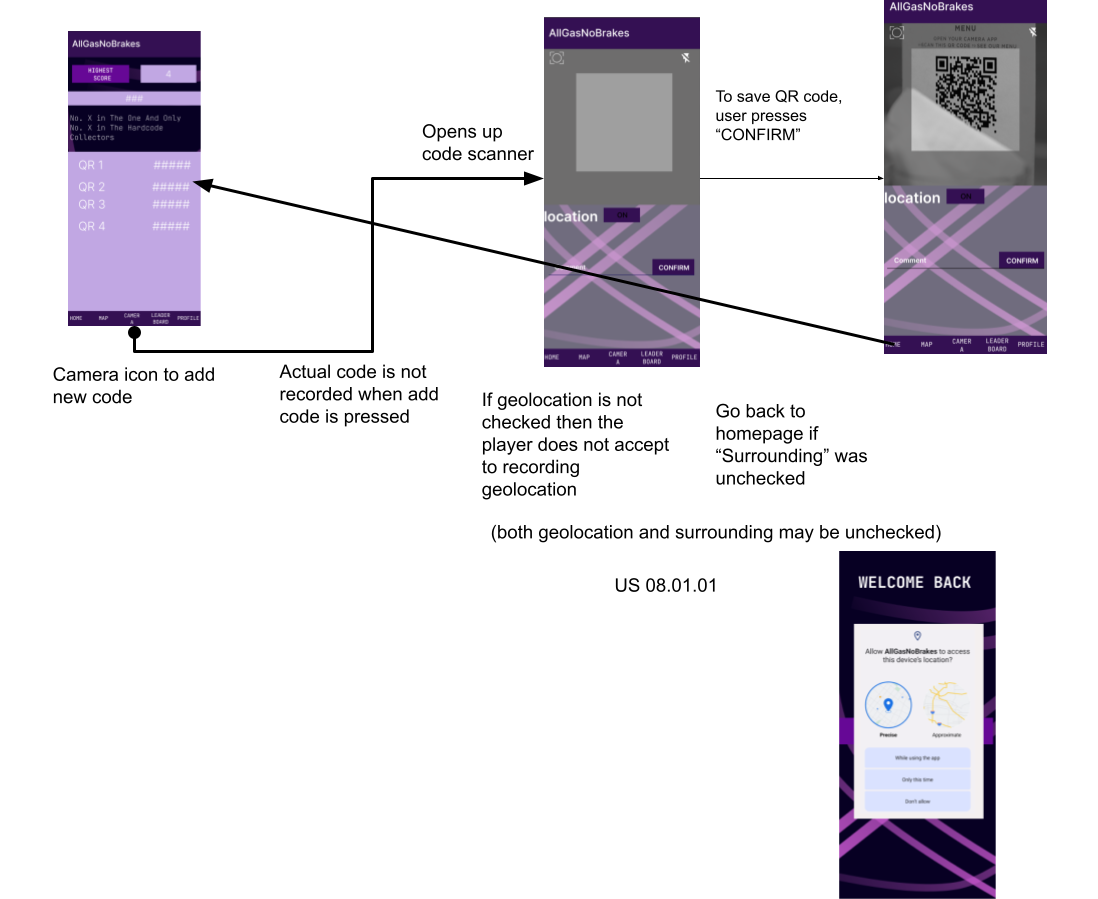 AllGasNoBrakes
HIGHEST
SCORE
4
###
No. X in The One And Only
No. X in The Hardcode
Collectors
QR 1 #####
QR 2 #####
QR 3 #####
QR 4 #####
HOME MAP CAMER
A LEADER
BOARD PROFILE
Camera icon to add
new code
Actual code is not
recorded when add
code is pressed
Opens up
code scanner
AllGasNoBrakes
location ON
CONFIRM
HOME MAP CAMER
A LEADER
BOARD PROFILE
If geolocation is not
checked then the
player does not accept
to recording
geolocation
To save QR code,
user presses
“CONFIRM”
AllGasNoBrakes
MENU
OPEN YOUR CAMERA APP
location ON
Comment CONFIRM
MAP CAMER
A LEADER
BOARD PROFILE
Go back to
homepage if
“Surrounding” was
unchecked
(both geolocation and surrounding may be unchecked)
US 08.01.01
WELCOME BACK
Allow AllGasNoBrakes to access
this device's location?
Precise Approximate
While using the app
Only this time
Don't allow